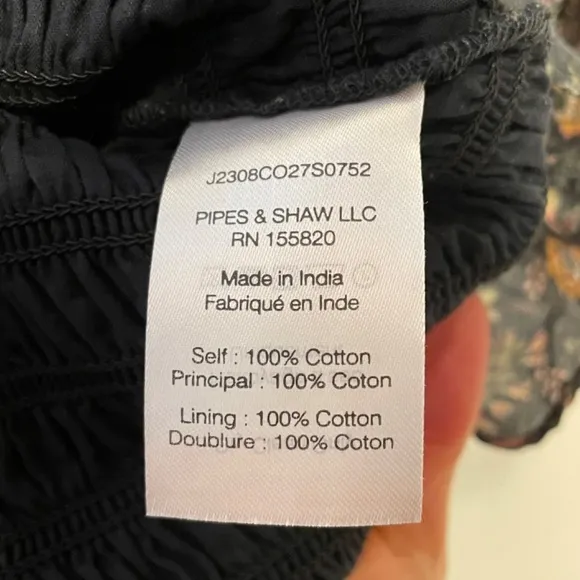 J2308CO27S0752
PIPES & SHAW LLC
RN 155820
Made in India
Fabriqué en Inde
Self : 100% Cotton
Principal : 100% Coton
Lining : 100% Cotton
Doublure : 100% Coton